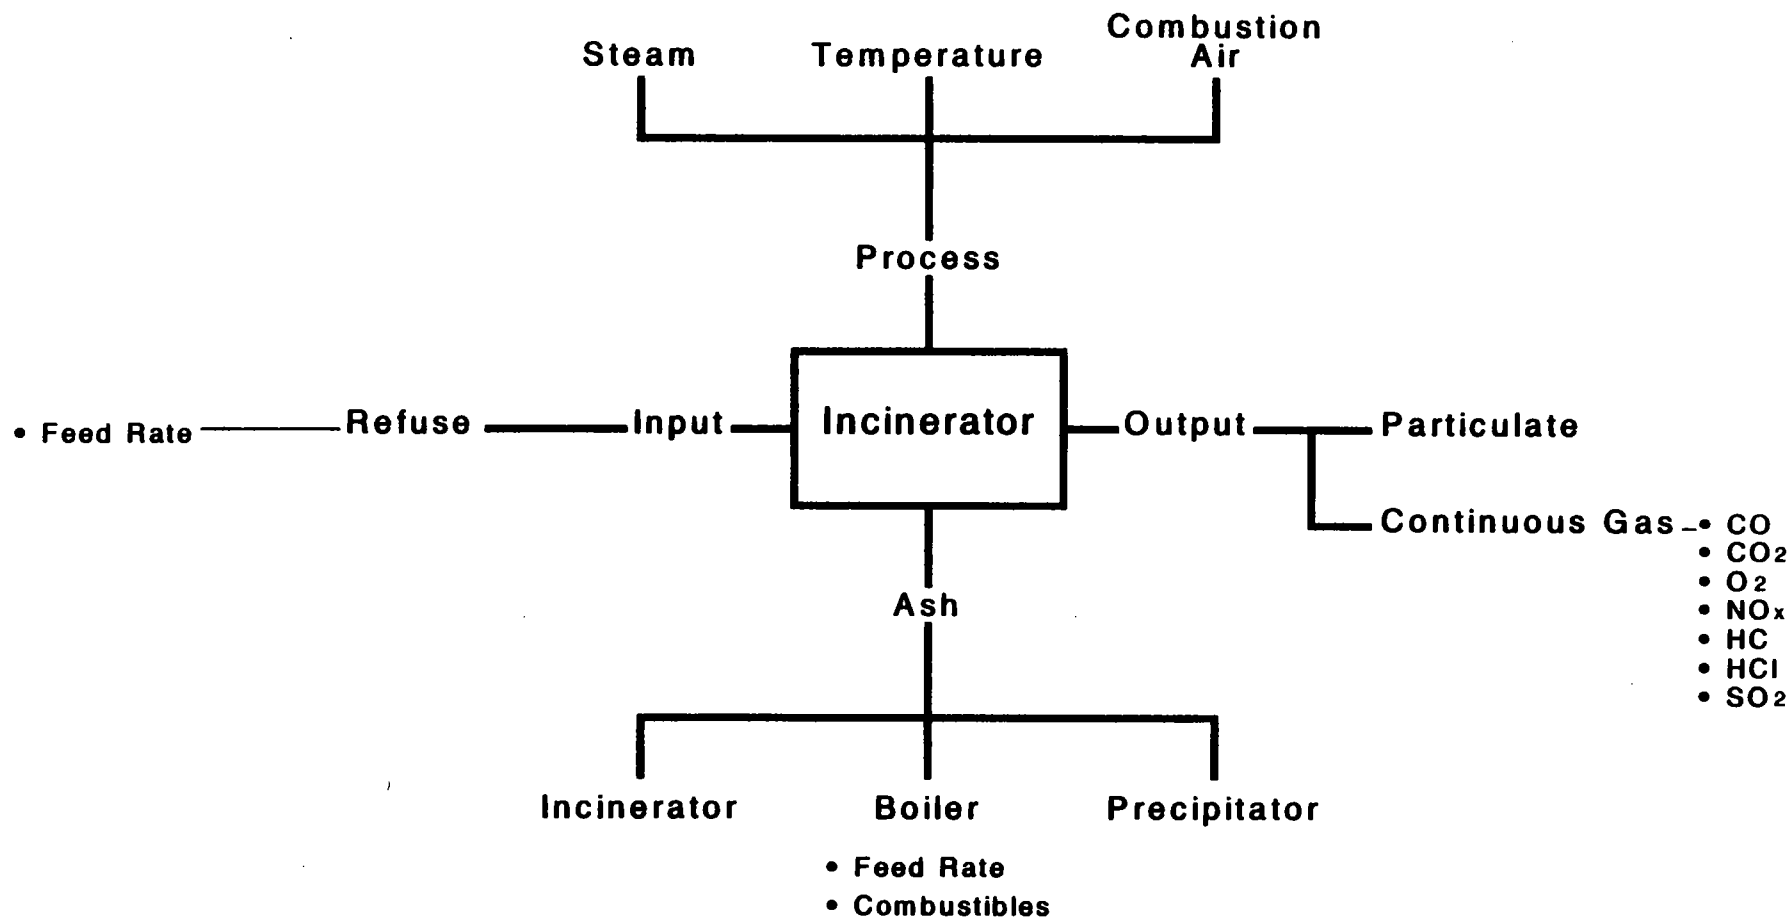 Steam
Temperature
Combustion
Air
Process
• Feed Rate
Refuse
Input
Incinerator
Output
Particulate
Continuous Gas
• CO
• CO2
• O2
• NOx
• HC
• HCl
• SO2
Ash
Incinerator
Boiler
Precipitator
• Feed Rate
• Combustibles